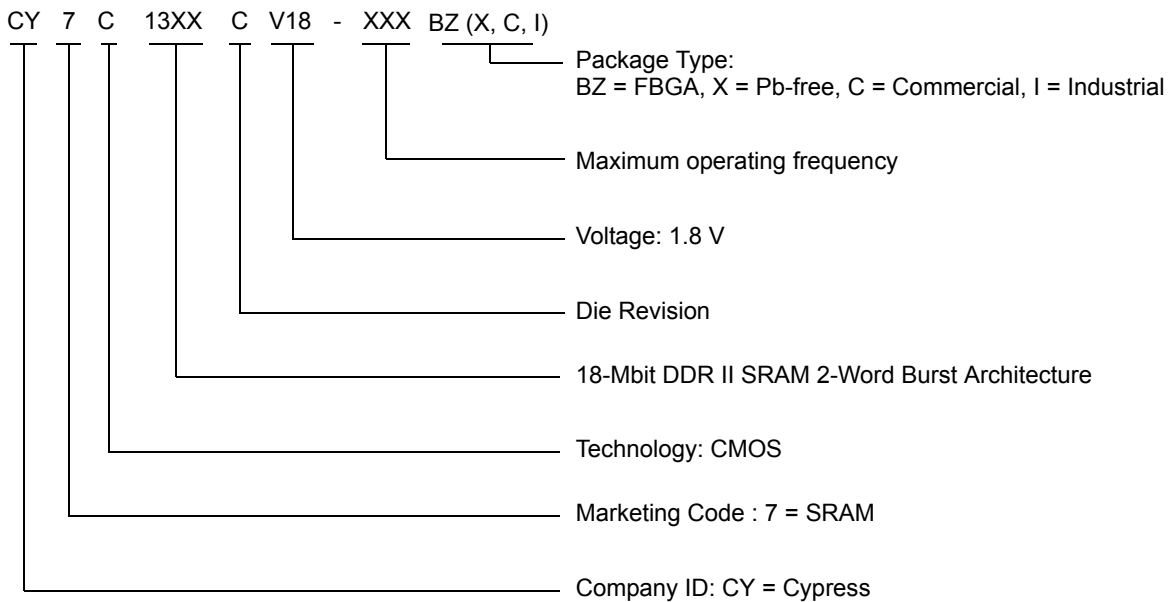 CY 7 C 13XX C V18 - XXX BZ (X, C, I)
Package Type:
BZ = FBGA, X = Pb-free, C = Commercial, I = Industrial
Maximum operating frequency
Voltage: 1.8 V
Die Revision
18-Mbit DDR II SRAM 2-Word Burst Architecture
Technology: CMOS
Marketing Code : 7 = SRAM
Company ID: CY = Cypress